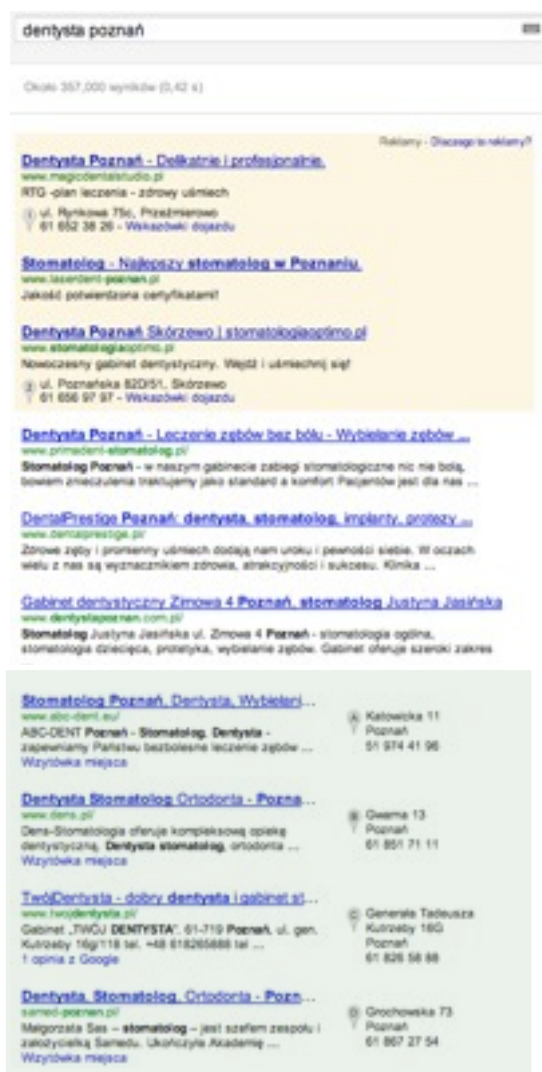 dentysta poznań
Około 357,000 wyników (0,42 s)
Reklamy - Dlaczego te reklamy?
Dentysta Poznań - Delikatnie i profesjonalnie.
www.magicdentalstudio.pl
RTG -plan leczenia - zdrowy uśmiech
1 ul. Rynkowa 75c, Przeźmierowo
61 652 38 26 - Wskazówki dojazdu
Stomatolog - Najlepszy stomatolog w Poznaniu.
www.laserdent-poznan.pl
Jakość potwierdzona certyfikatami!
Dentysta Poznań Skórzewo | stomatologiaoptimo.pl
www.stomatologiaoptimo.pl
Nowoczesny gabinet dentystyczny. Wejdź i uśmiechnij się!
2 ul. Poznańska 82D/51, Skórzewo
61 656 97 97 - Wskazówki dojazdu
Dentysta Poznań - Leczenie zębów bez bólu - Wybielanie zębów ...
www.primadent-stomatolog.pl/
Stomatolog Poznań - w naszym gabinecie zabiegi stomatologiczne nic nie bolą,
bowiem znieczulenia traktujemy jako standard a komfort Pacjentów jest dla nas ...
DentalPrestige Poznań: dentysta, stomatolog, implanty, protezy ...
www.dentalprestige.pl/
Zdrowe zęby i promienny uśmiech dodają nam uroku i pewności siebie. W oczach
wielu z nas są wyznacznikiem zdrowia, atrakcyjności i sukcesu. Klinika ...
Gabinet dentystyczny Zimowa 4 Poznań, stomatolog Justyna Jasińska
www.dentystapoznan.com.pl/
Stomatolog Justyna Jasińska ul. Zimowa 4 Poznań - stomatologia ogólna,
stomatologia dziecięca, protetyka, wybielanie zębów. Gabinet oferuje szeroki zakres
...
Stomatolog Poznań, Dentysta, Wybielani...
www.abc-dent.eu/
ABC-DENT Poznań - Stomatolog, Dentysta -
zapewniamy Państwu bezbolesne leczenie zębów ...
Wizytówka miejsca
A Katowicka 11
Poznań
51 974 41 96
Dentysta Stomatolog Ortodonta - Pozna...
www.dens.pl/
Dens-Stomatologia oferuje kompleksową opiekę
dentystyczną, Dentysta stomatolog, ortodonta ...
Wizytówka miejsca
B Gwarna 13
Poznań
61 851 71 11
TwójDentysta - dobry dentysta i gabinet st...
www.twojdentysta.pl/
Gabinet „TWÓJ DENTYSTA". 61-719 Poznań, ul. gen.
Kutrzeby 16g/118 tel. +48 618265888 tel ...
1 opinia z Google
C Generała Tadeusza
Kutrzeby 16G
Poznań
61 826 58 88
Dentysta, Stomatolog, Ortodonta - Pozn...
samed-poznan.pl/
Małgorzata Sas – stomatolog – jest szefem zespołu i
założycielką Samedu. Ukończyła Akademię ...
Wizytówka miejsca
D Grochowska 73
Poznań
61 867 27 54